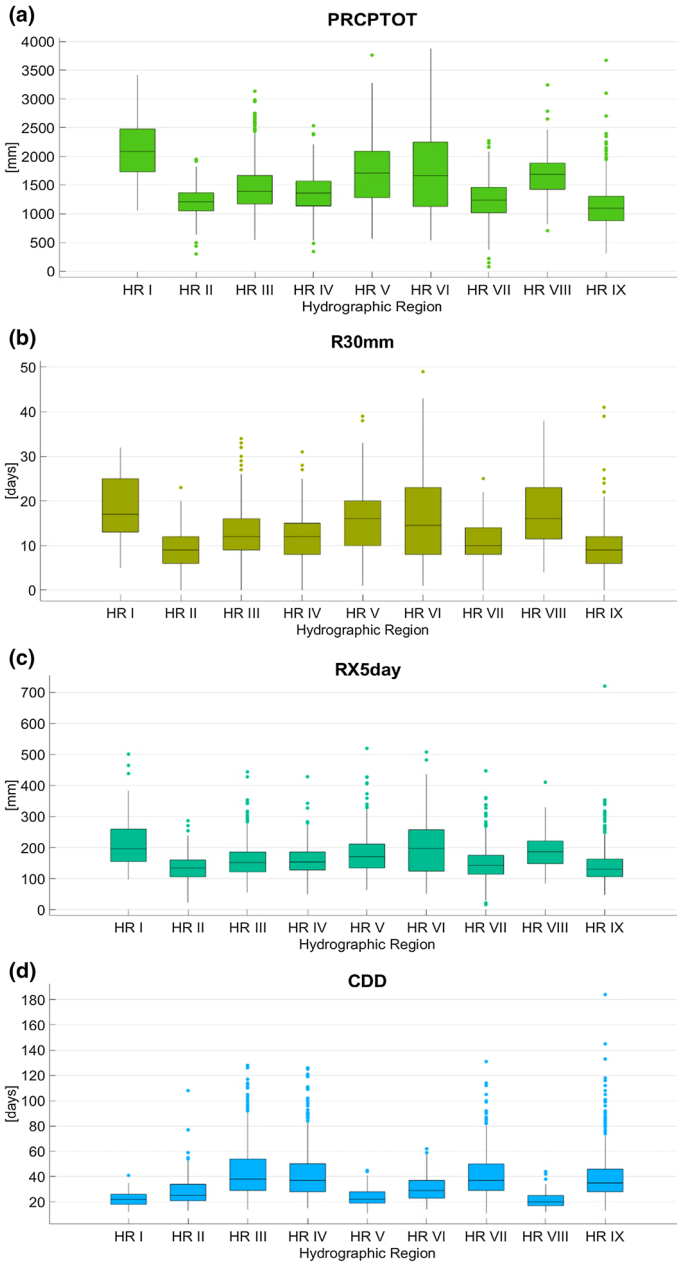 (a)
PRCPTOT
4000
3500
3000
2500
2000
1500
1000
500
0
[mm]
HR I HR II HR III HR IV HR V HR VI HR VII HR VIII HR IX
Hydrographic Region
(b)
R30mm
50
40
30
20
10
0
[days]
HR I HR II HR III HR IV HR V HR VI HR VII HR VIII HR IX
Hydrographic Region
(c)
RX5day
700
600
500
400
300
200
100
0
[mm]
HR I HR II HR III HR IV HR V HR VI HR VII HR VIII HR IX
Hydrographic Region
(d)
CDD
180
160
140
120
100
80
60
40
20
[days]
HR I HR II HR III HR IV HR V HR VI HR VII HR VIII HR IX
Hydrographic Region